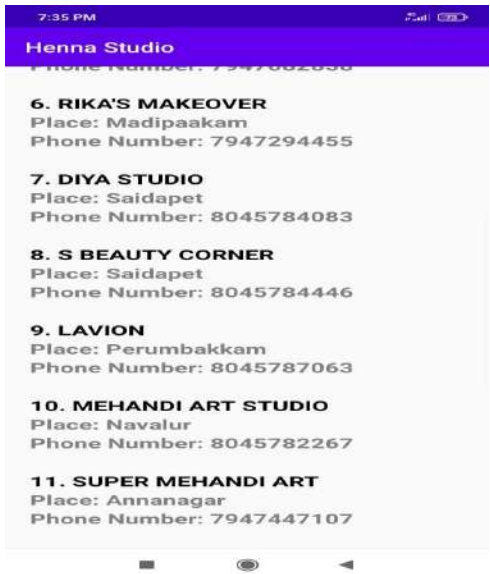 7:35 PM
Henna Studio
6. RIKA'S MAKEOVER
Place: Madipaakam
Phone Number: 7947294455
7. DIYA STUDIO
Place: Saidapet
Phone Number: 8045784083
8. S BEAUTY CORNER
Place: Saidapet
Phone Number: 8045784446
9. LAVION
Place: Perumbakkam
Phone Number: 8045787063
10. MEHANDI ART STUDIO
Place: Navalur
Phone Number: 8045782267
11. SUPER MEHANDI ART
Place: Annanagar
Phone Number: 7947447107